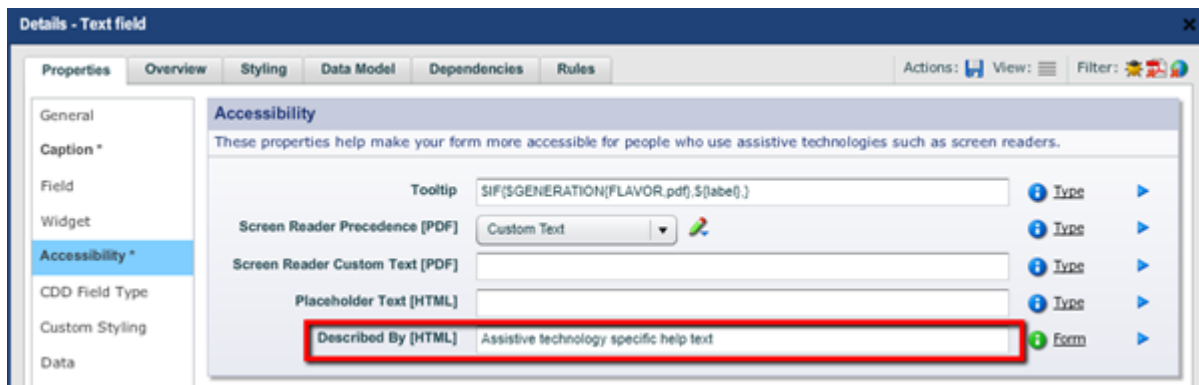 Details - Text field
Properties Overview Styling Data Model Dependencies Rules Actions: View: Filter:
General
Caption *
Field
Widget
Accessibility *
CDD Field Type
Custom Styling
Data
Accessibility
These properties help make your form more accessible for people who use assistive technologies such as screen readers.
Tooltip $IF{$GENERATION{FLAVOR,pdf},${label},} Type
Screen Reader Precedence [PDF] Custom Text Type
Screen Reader Custom Text [PDF] Type
Placeholder Text [HTML] Type
Described By [HTML] Assistive technology specific help text Form